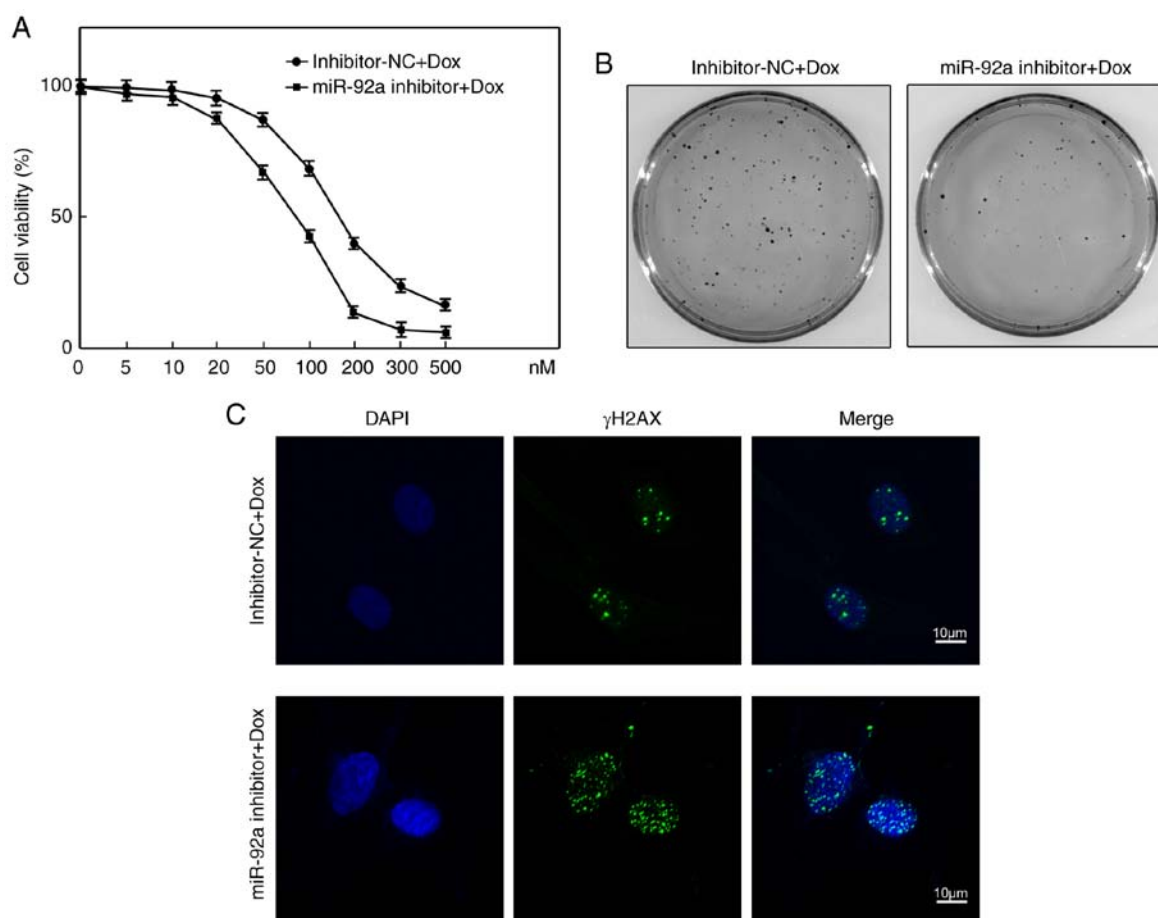 A
Inhibitor-NC+Dox
miR-92a inhibitor+Dox
Cell viability (%)
100
50
0
0 5 10 20 50 100 200 300 500 nM
B
Inhibitor-NC+Dox miR-92a inhibitor+Dox
C
DAPI γH2AX Merge
Inhibitor-NC+Dox
10μm
miR-92a inhibitor+Dox
10μm